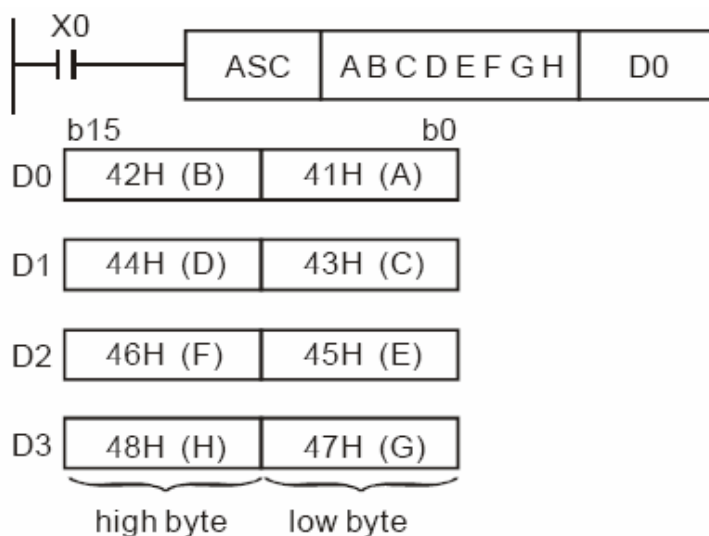 X0
ASC A B C D E F G H D0
b15 b0
D0 42H (B) 41H (A)
D1 44H (D) 43H (C)
D2 46H (F) 45H (E)
D3 48H (H) 47H (G)
high byte low byte